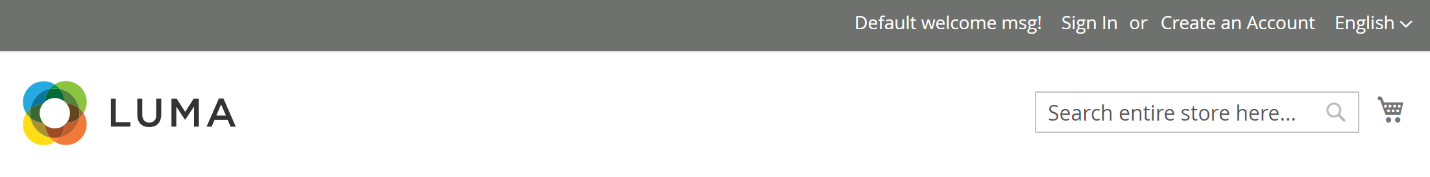 Default welcome msg! Sign In or Create an Account English
LUMA
Search entire store here...